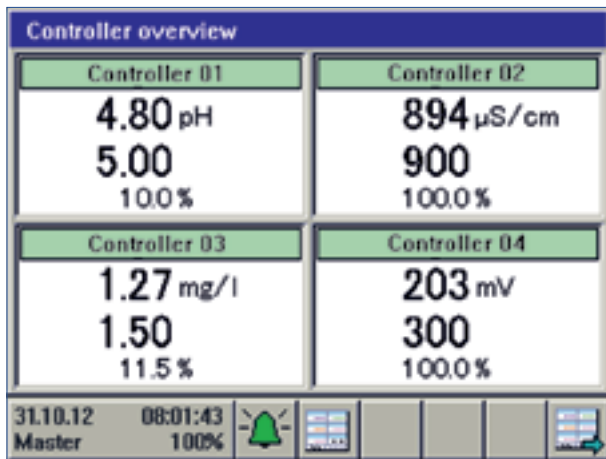 Controller overview
Controller 01
4.80 pH
5.00
10.0 %
Controller 02
894 µS/cm
900
100.0 %
Controller 03
1.27 mg/l
1.50
11.5 %
Controller 04
203 mV
300
100.0 %
31.10.12 08:01:43
Master 100%